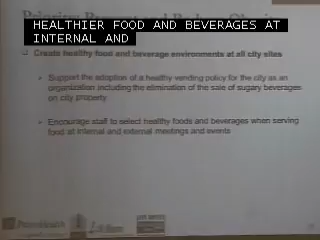 HEALTHIER FOOD AND BEVERAGES AT
INTERNAL AND
Create healthy food and beverage environments at all city sites
Support the adoption of a healthy vending policy for the city as an
organization including the elimination of the sale of sugary beverages
on city property
Encourage staff to select healthy foods and beverages when serving
food at internal and external meetings and events